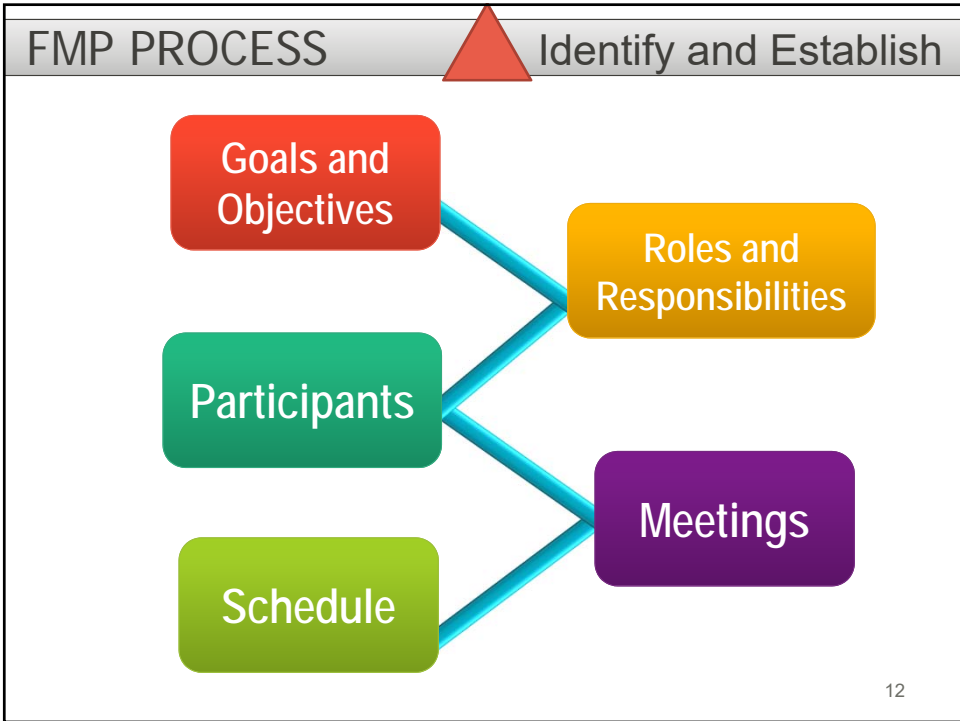 FMP PROCESS
Identify and Establish
Goals and
Objectives
Roles and
Responsibilities
Participants
Meetings
Schedule
12